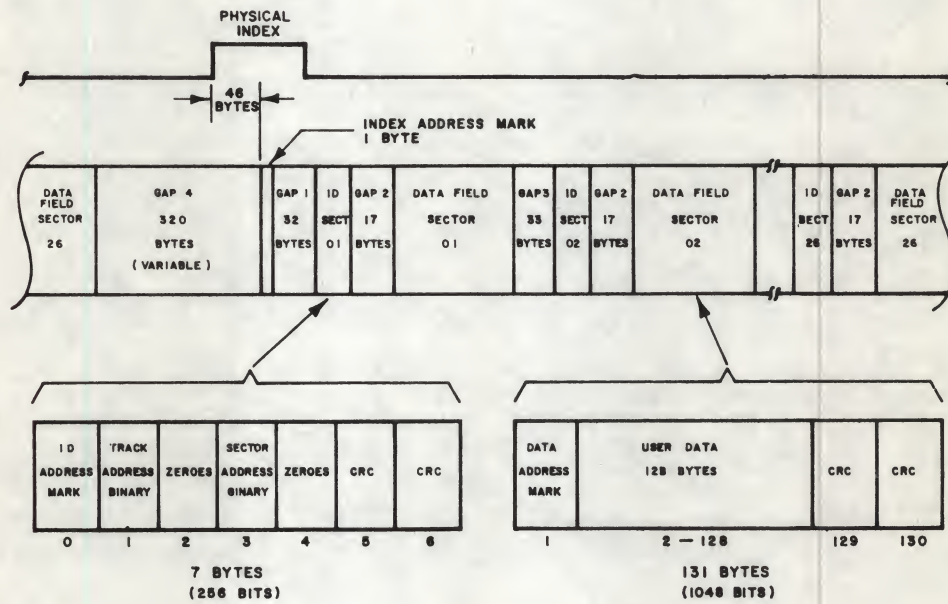 PHYSICAL
INDEX
46
BYTES
INDEX ADDRESS MARK
1 BYTE
DATA
FIELD
SECTOR
26
GAP 4
320
BYTES
(VARIABLE)
GAP 1
32
BYTES
ID
SECT
01
GAP 2
17
BYTES
DATA FIELD
SECTOR
01
GAP3
33
BYTES
ID
SECT
02
GAP 2
17
BYTES
DATA FIELD
SECTOR
02
ID
SECT
26
GAP 2
17
BYTES
DATA
FIELD
SECTOR
26
ID
ADDRESS
MARK
TRACK
ADDRESS
BINARY
ZEROES
SECTOR
ADDRESS
BINARY
ZEROES
CRC
CRC
0 1 2 3 4 5 6
7 BYTES
(256 BITS)
DATA
ADDRESS
MARK
USER DATA
128 BYTES
CRC
CRC
1 2 — 128 129 130
131 BYTES
(1048 BITS)